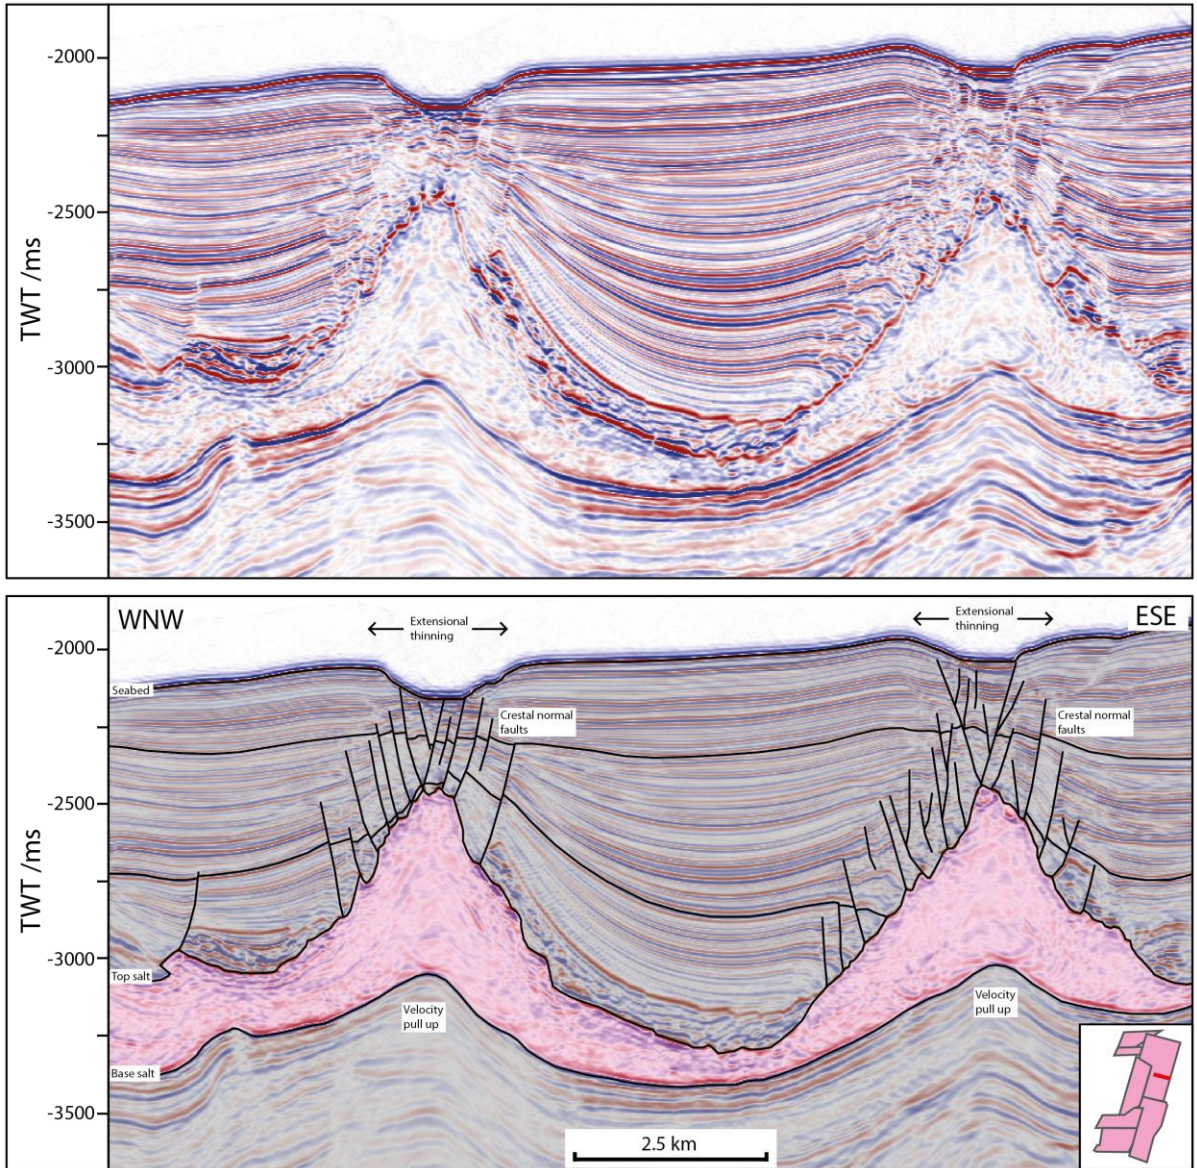 -2000
-2500
TWT /ms
-3000
-3500
WNW
Extensional
thinning
Extensional
thinning
ESE
-2000
Seabed
Crestal normal
faults
Crestal normal
faults
-2500
TWT /ms
-3000
Top salt
Velocity
pull up
Velocity
pull up
Base salt
-3500
2.5 km